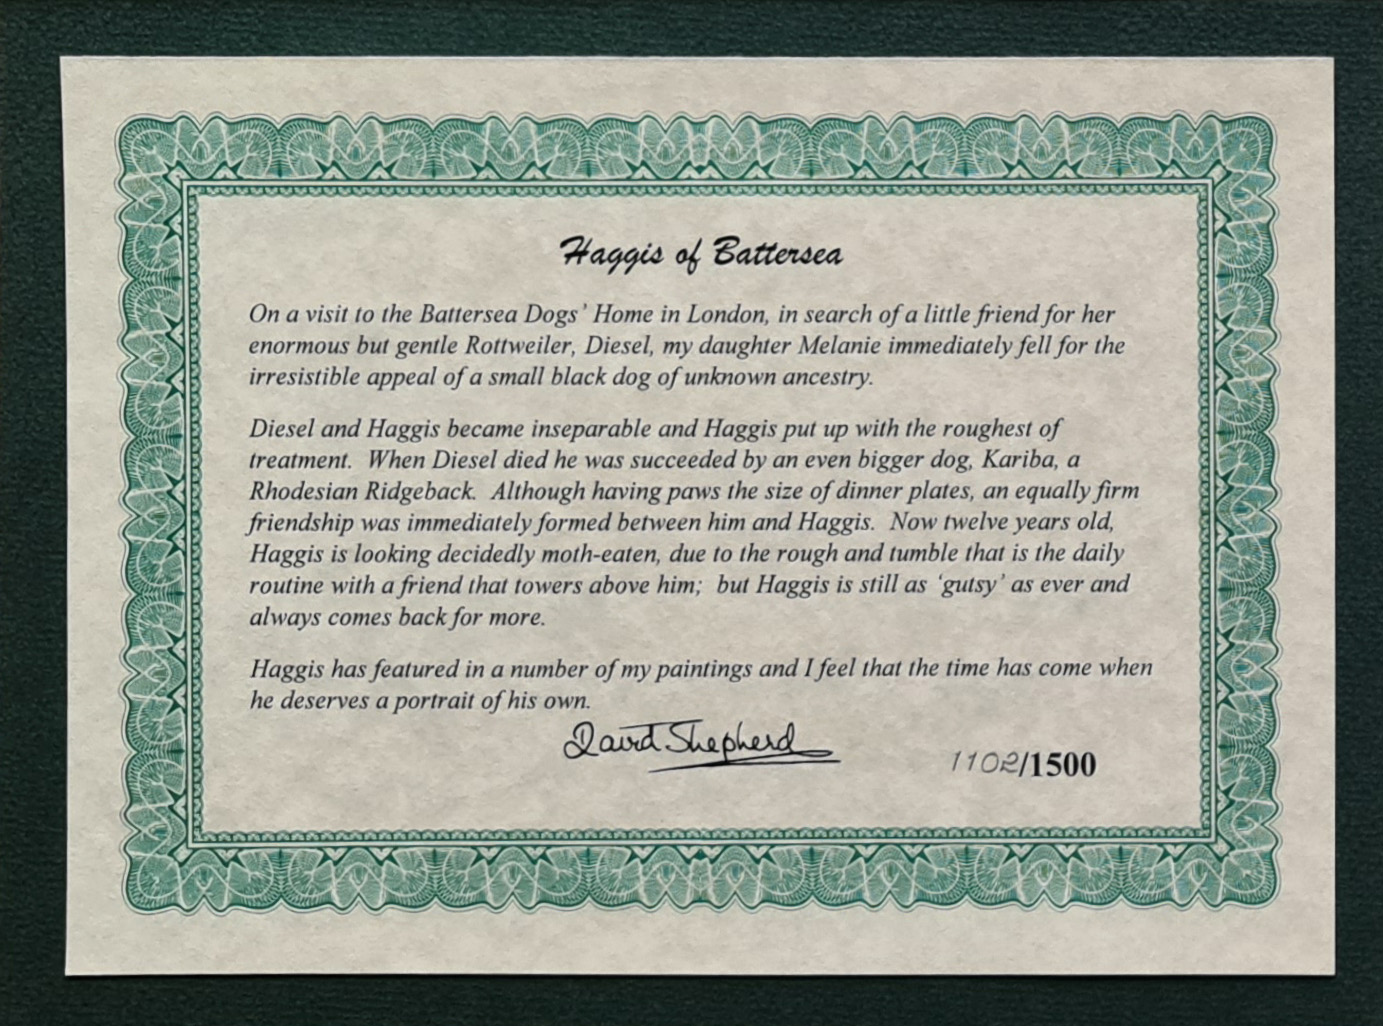 Haggis of Battersea
On a visit to the Battersea Dogs’ Home in London, in search of a little friend for her
enormous but gentle Rottweiler, Diesel, my daughter Melanie immediately fell for the
irresistible appeal of a small black dog of unknown ancestry.
Diesel and Haggis became inseparable and Haggis put up with the roughest of
treatment. When Diesel died he was succeeded by an even bigger dog, Kariba, a
Rhodesian Ridgeback. Although having paws the size of dinner plates, an equally firm
friendship was immediately formed between him and Haggis. Now twelve years old,
Haggis is looking decidedly moth-eaten, due to the rough and tumble that is the daily
routine with a friend that towers above him; but Haggis is still as ‘gutsy’ as ever and
always comes back for more.
Haggis has featured in a number of my paintings and I feel that the time has come when
he deserves a portrait of his own.
David Shepherd
1102/1500